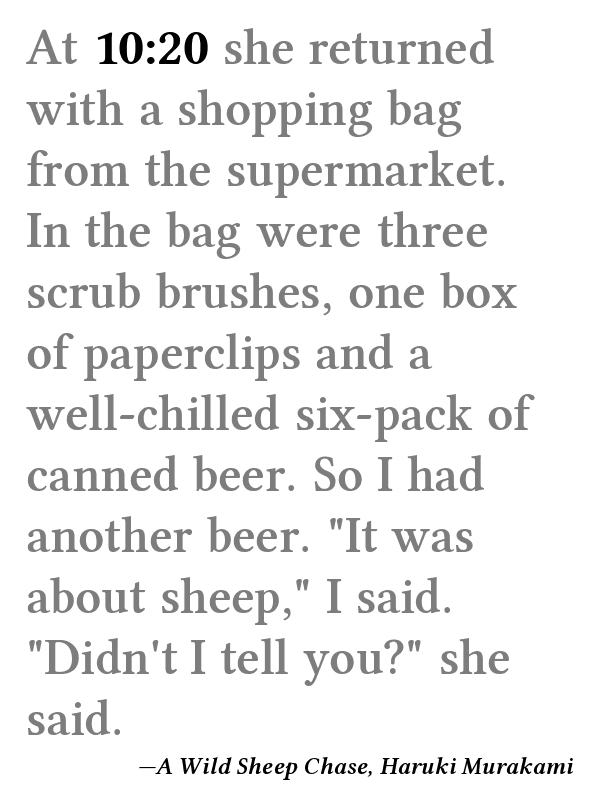 At 10:20 she returned
with a shopping bag
from the supermarket.
In the bag were three
scrub brushes, one box
of paperclips and a
well-chilled six-pack of
canned beer. So I had
another beer. "It was
about sheep," I said.
"Didn't I tell you?" she
said.
—A Wild Sheep Chase, Haruki Murakami